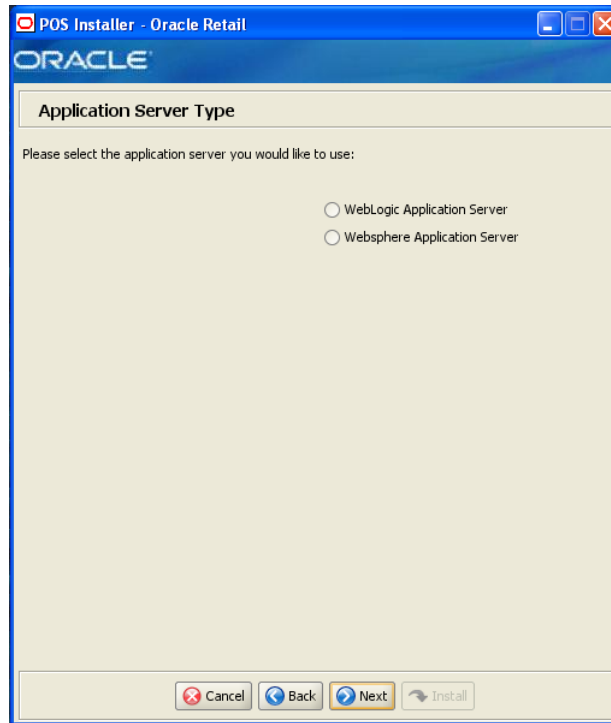 POS Installer - Oracle Retail
ORACLE
Application Server Type
Please select the application server you would like to use:
WebLogic Application Server
Websphere Application Server
Cancel Back Next Install